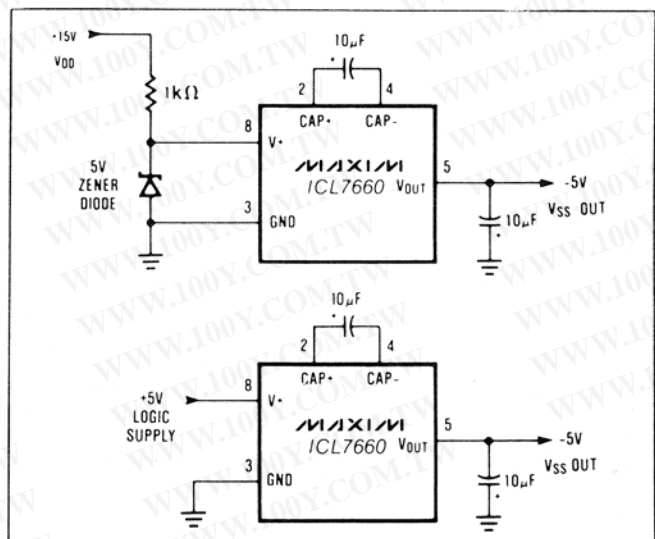 +15V
VDD
1kΩ
5V
ZENER
DIODE
10µF
+
2
4
CAP+
CAP-
8
V+
MAXIM
ICL7660
VOUT
5
3
GND
-5V
VSS OUT
10µF
+
10µF
+
2
4
CAP+
CAP-
8
V+
+5V
LOGIC
SUPPLY
MAXIM
ICL7660
VOUT
5
3
GND
-5V
VSS OUT
10µF
+
WWW.100Y.COM.TW